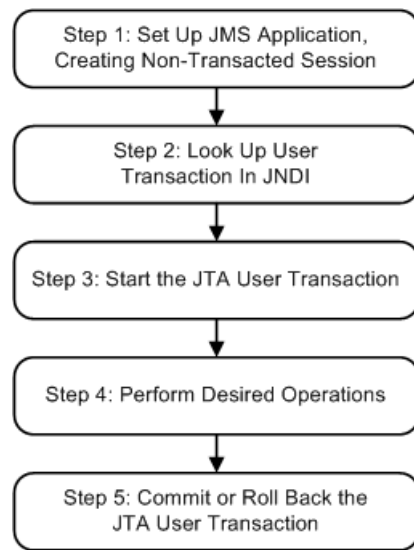 Step 1: Set Up JMS Application,
Creating Non-Transacted Session
Step 2: Look Up User
Transaction In JNDI
Step 3: Start the JTA User Transaction
Step 4: Perform Desired Operations
Step 5: Commit or Roll Back the
JTA User Transaction